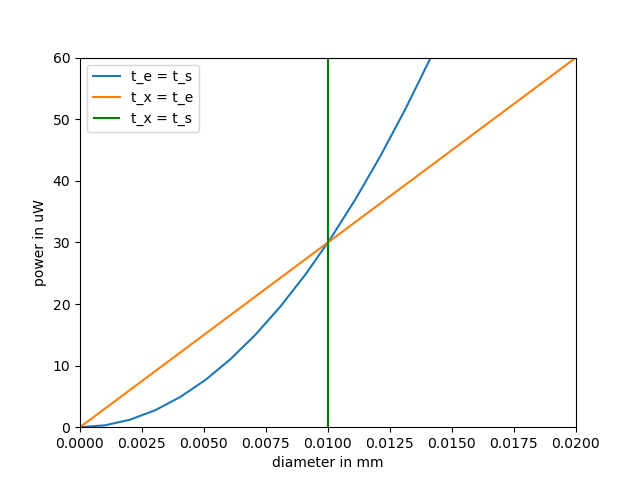 60
50
40
30
20
10
0
power in uW
t_e = t_s
t_x = t_e
t_x = t_s
0.0000 0.0025 0.0050 0.0075 0.0100 0.0125 0.0150 0.0175 0.0200
diameter in mm